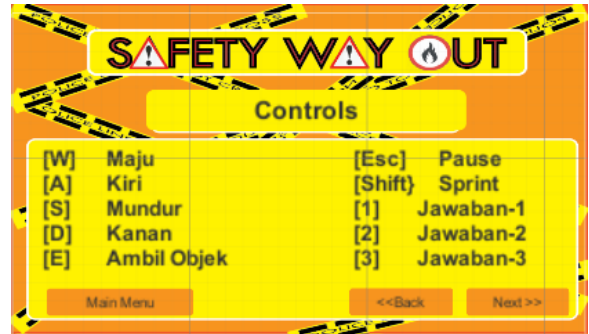 SAFETY WAY OUT
Controls
[W] Maju [Esc] Pause
[A] Kiri [Shift} Sprint
[S] Mundur [1] Jawaban-1
[D] Kanan [2] Jawaban-2
[E] Ambil Objek [3] Jawaban-3
Main Menu <<Back Next >>